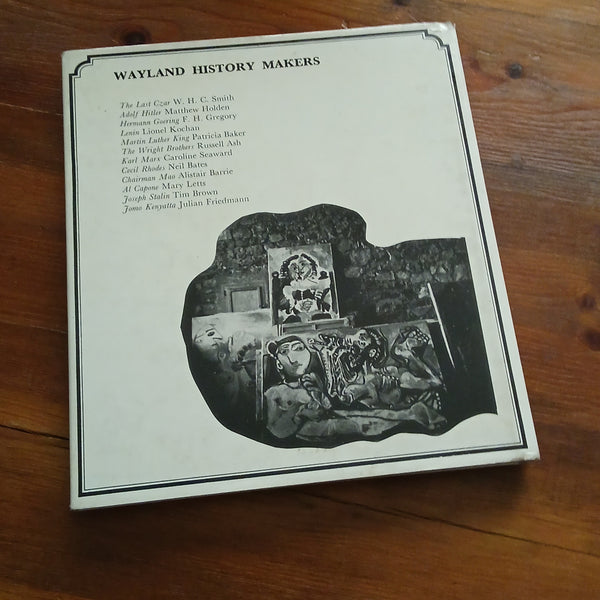 WAYLAND HISTORY MAKERS
The Last Czar W. H. C. Smith
Adolf Hitler Matthew Holden
Hermann Goering F. H. Gregory
Lenin Lionel Kochan
Martin Luther King Patricia Baker
The Wright Brothers Russell Ash
Karl Marx Caroline Seaward
Cecil Rhodes Neil Bates
Chairman Mao Alistair Barrie
Al Capone Mary Letts
Joseph Stalin Tim Brown
Jomo Kenyatta Julian Friedmann